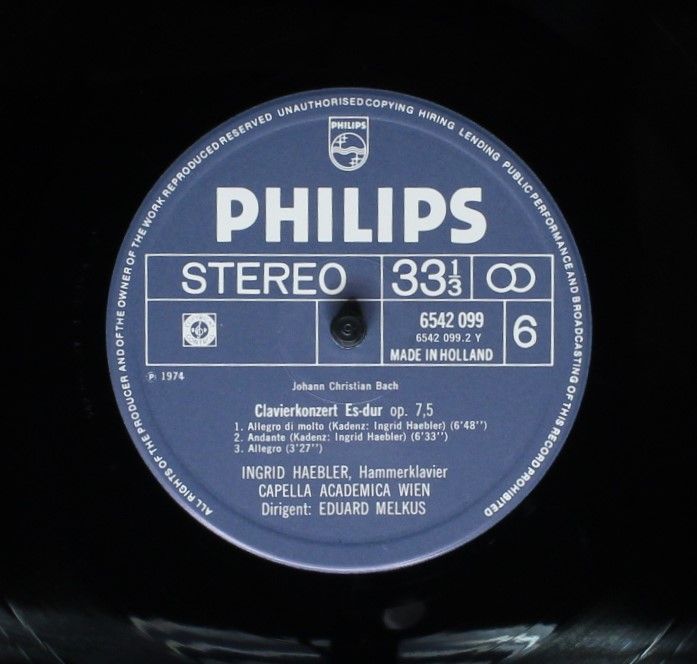 ALL RIGHTS OF THE PRODUCER AND OF THE OWNER OF THE WORK REPRODUCED RESERVED UNAUTHORISED COPYING HIRING LENDING PUBLIC PERFORMANCE AND BROADCASTING OF THIS RECORD PROHIBITED
PHILIPS
PHILIPS
STEREO 33 1/3
6542 099
6542 099.2 Y
MADE IN HOLLAND
6
℗ 1974
Johann Christian Bach
Clavierkonzert Es-dur op. 7,5
1. Allegro di molto (Kadenz: Ingrid Haebler) (6'48'')
2. Andante (Kadenz: Ingrid Haebler) (6'33'')
3. Allegro (3'27'')
INGRID HAEBLER, Hammerklavier
CAPELLA ACADEMICA WIEN
Dirigent: EDUARD MELKUS